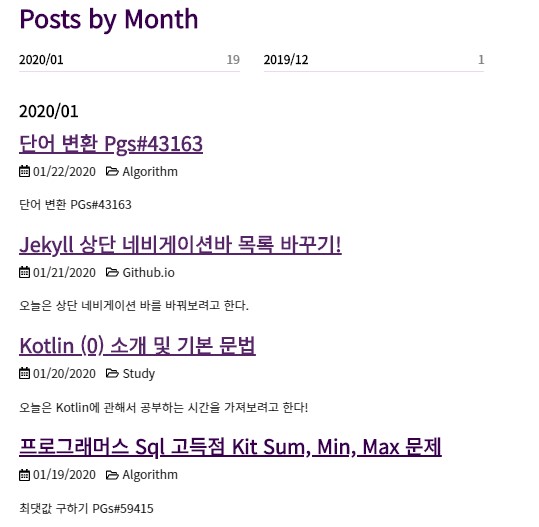 Posts by Month
2020/01 19 2019/12 1
2020/01
단어 변환 Pgs#43163
01/22/2020 Algorithm
단어 변환 PGs#43163
Jekyll 상단 네비게이션바 목록 바꾸기!
01/21/2020 Github.io
오늘은 상단 네비게이션 바를 바꿔보려고 한다.
Kotlin (0) 소개 및 기본 문법
01/20/2020 Study
오늘은 Kotlin에 관해서 공부하는 시간을 가져보려고 한다!
프로그래머스 Sql 고득점 Kit Sum, Min, Max 문제
01/19/2020 Algorithm
최댓값 구하기 PGs#59415